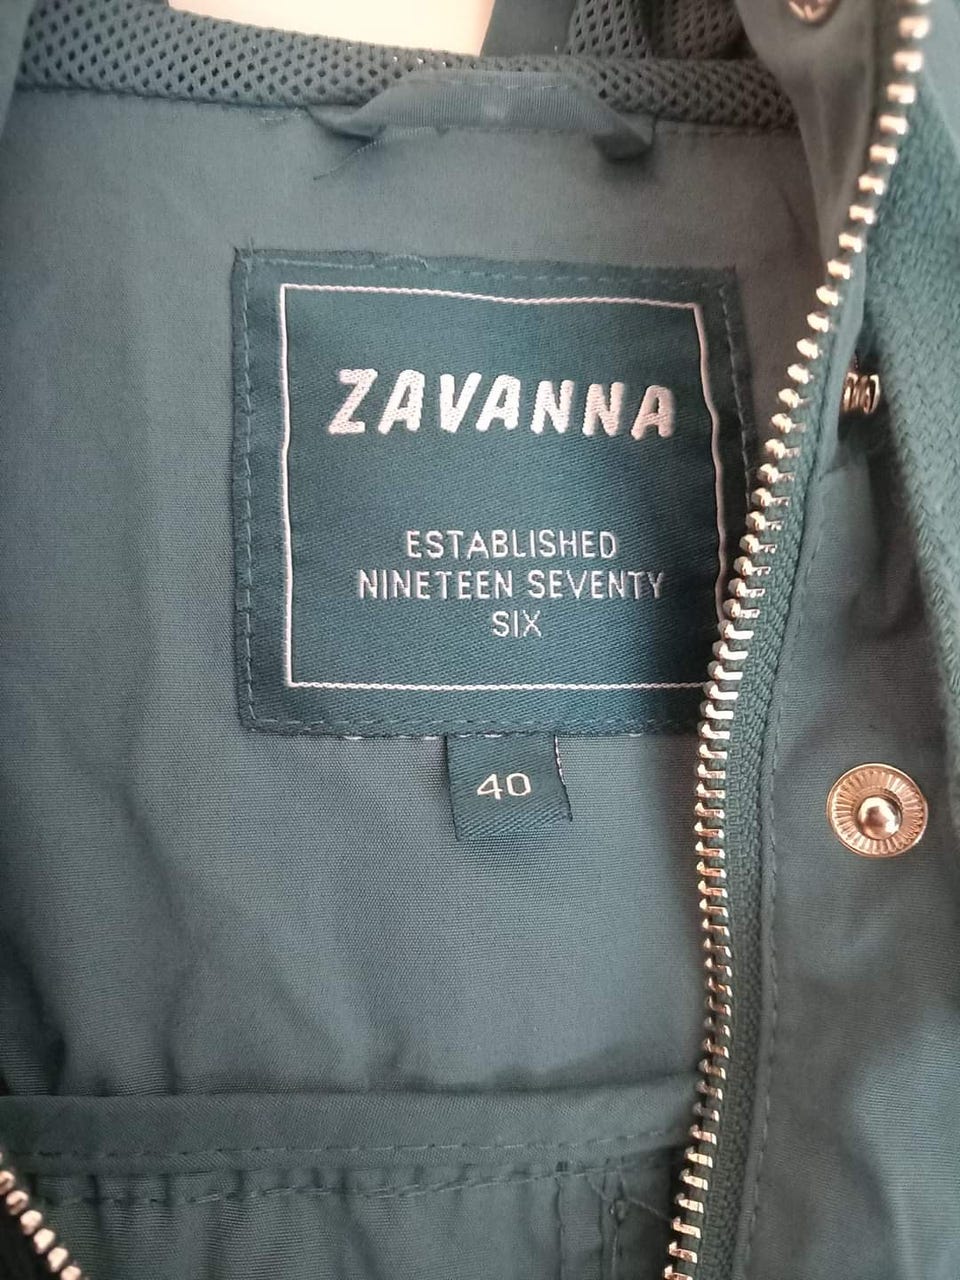 ZAVANNA
ESTABLISHED
NINETEEN SEVENTY
SIX
40